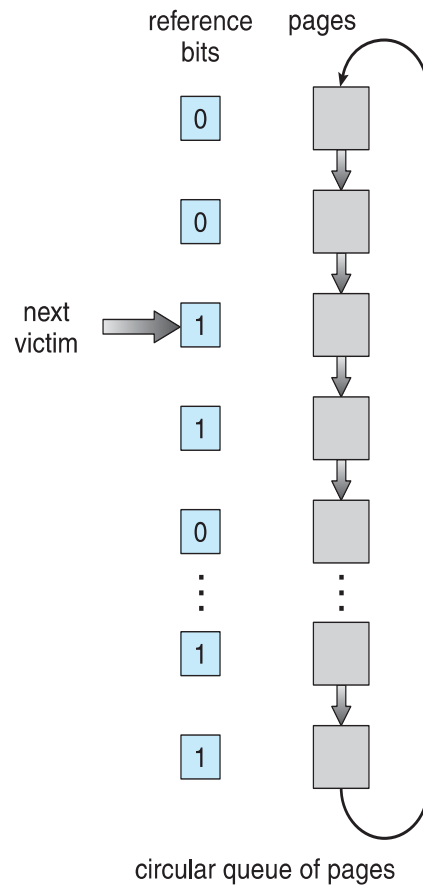 reference bits
pages
0
0
next victim
1
1
0
1
1
circular queue of pages